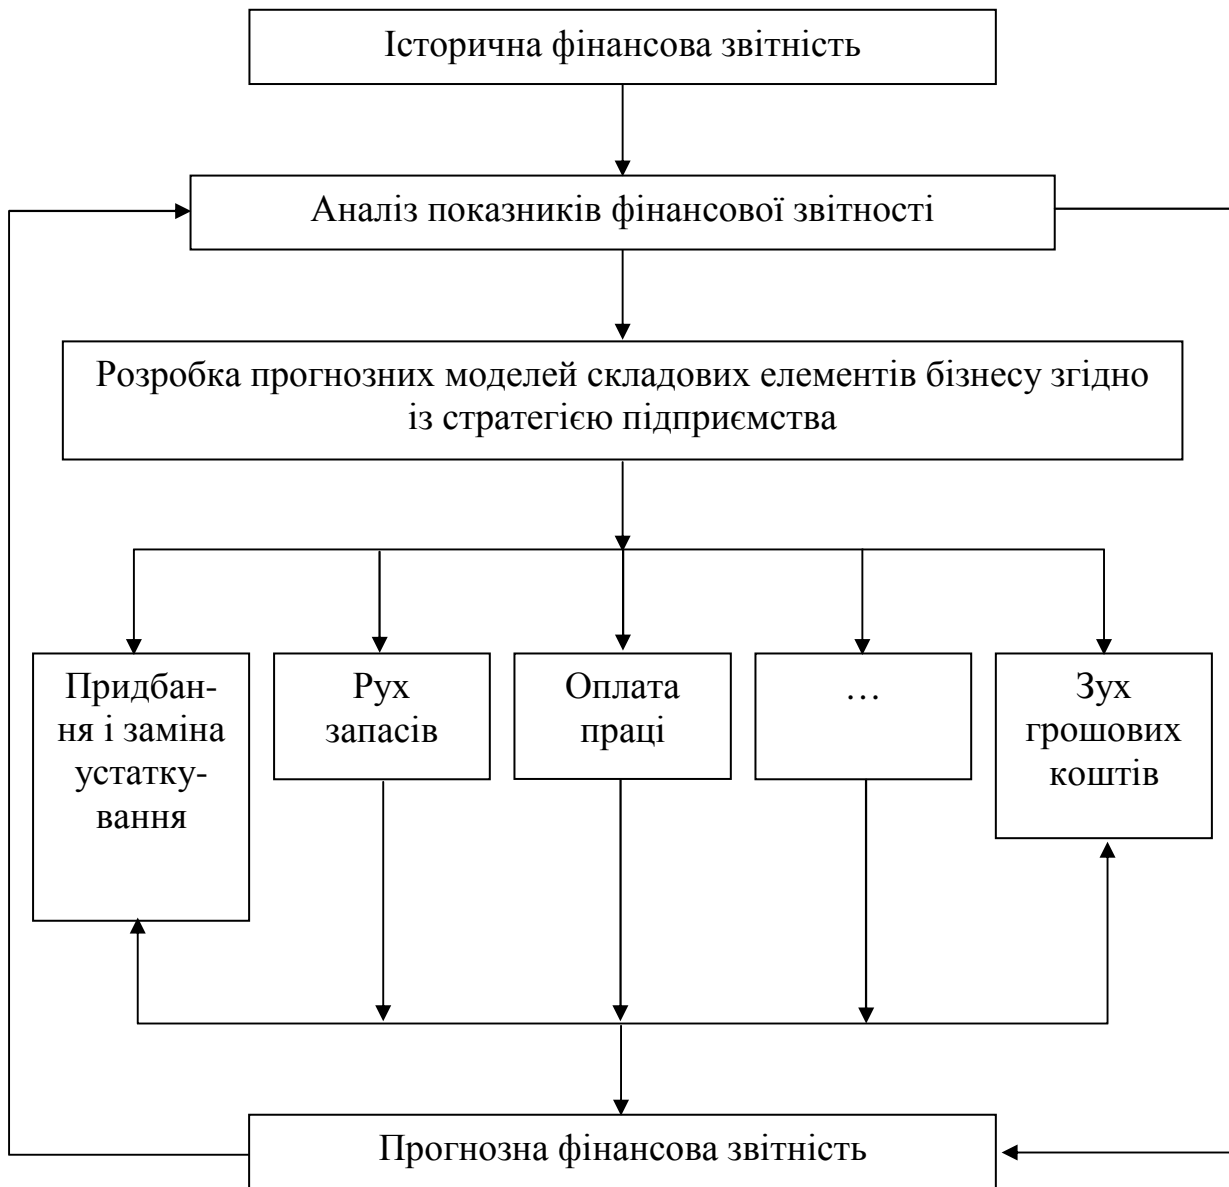 Історична фінансова звітність
Аналіз показників фінансової звітності
Розробка прогнозних моделей складових елементів бізнесу згідно
із стратегією підприємства
Придбан-
ня і заміна
устатку-
вання
Рух
запасів
Оплата
праці
…
Зух
грошових
коштів
Прогнозна фінансова звітність